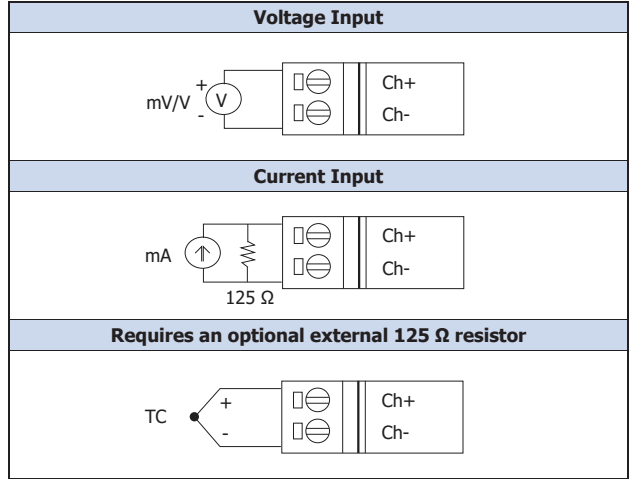 Voltage Input
+
mV/V
V
-
Ch+
Ch-
Current Input
mA
125 Ω
Ch+
Ch-
Requires an optional external 125 Ω resistor
TC
+
-
Ch+
Ch-